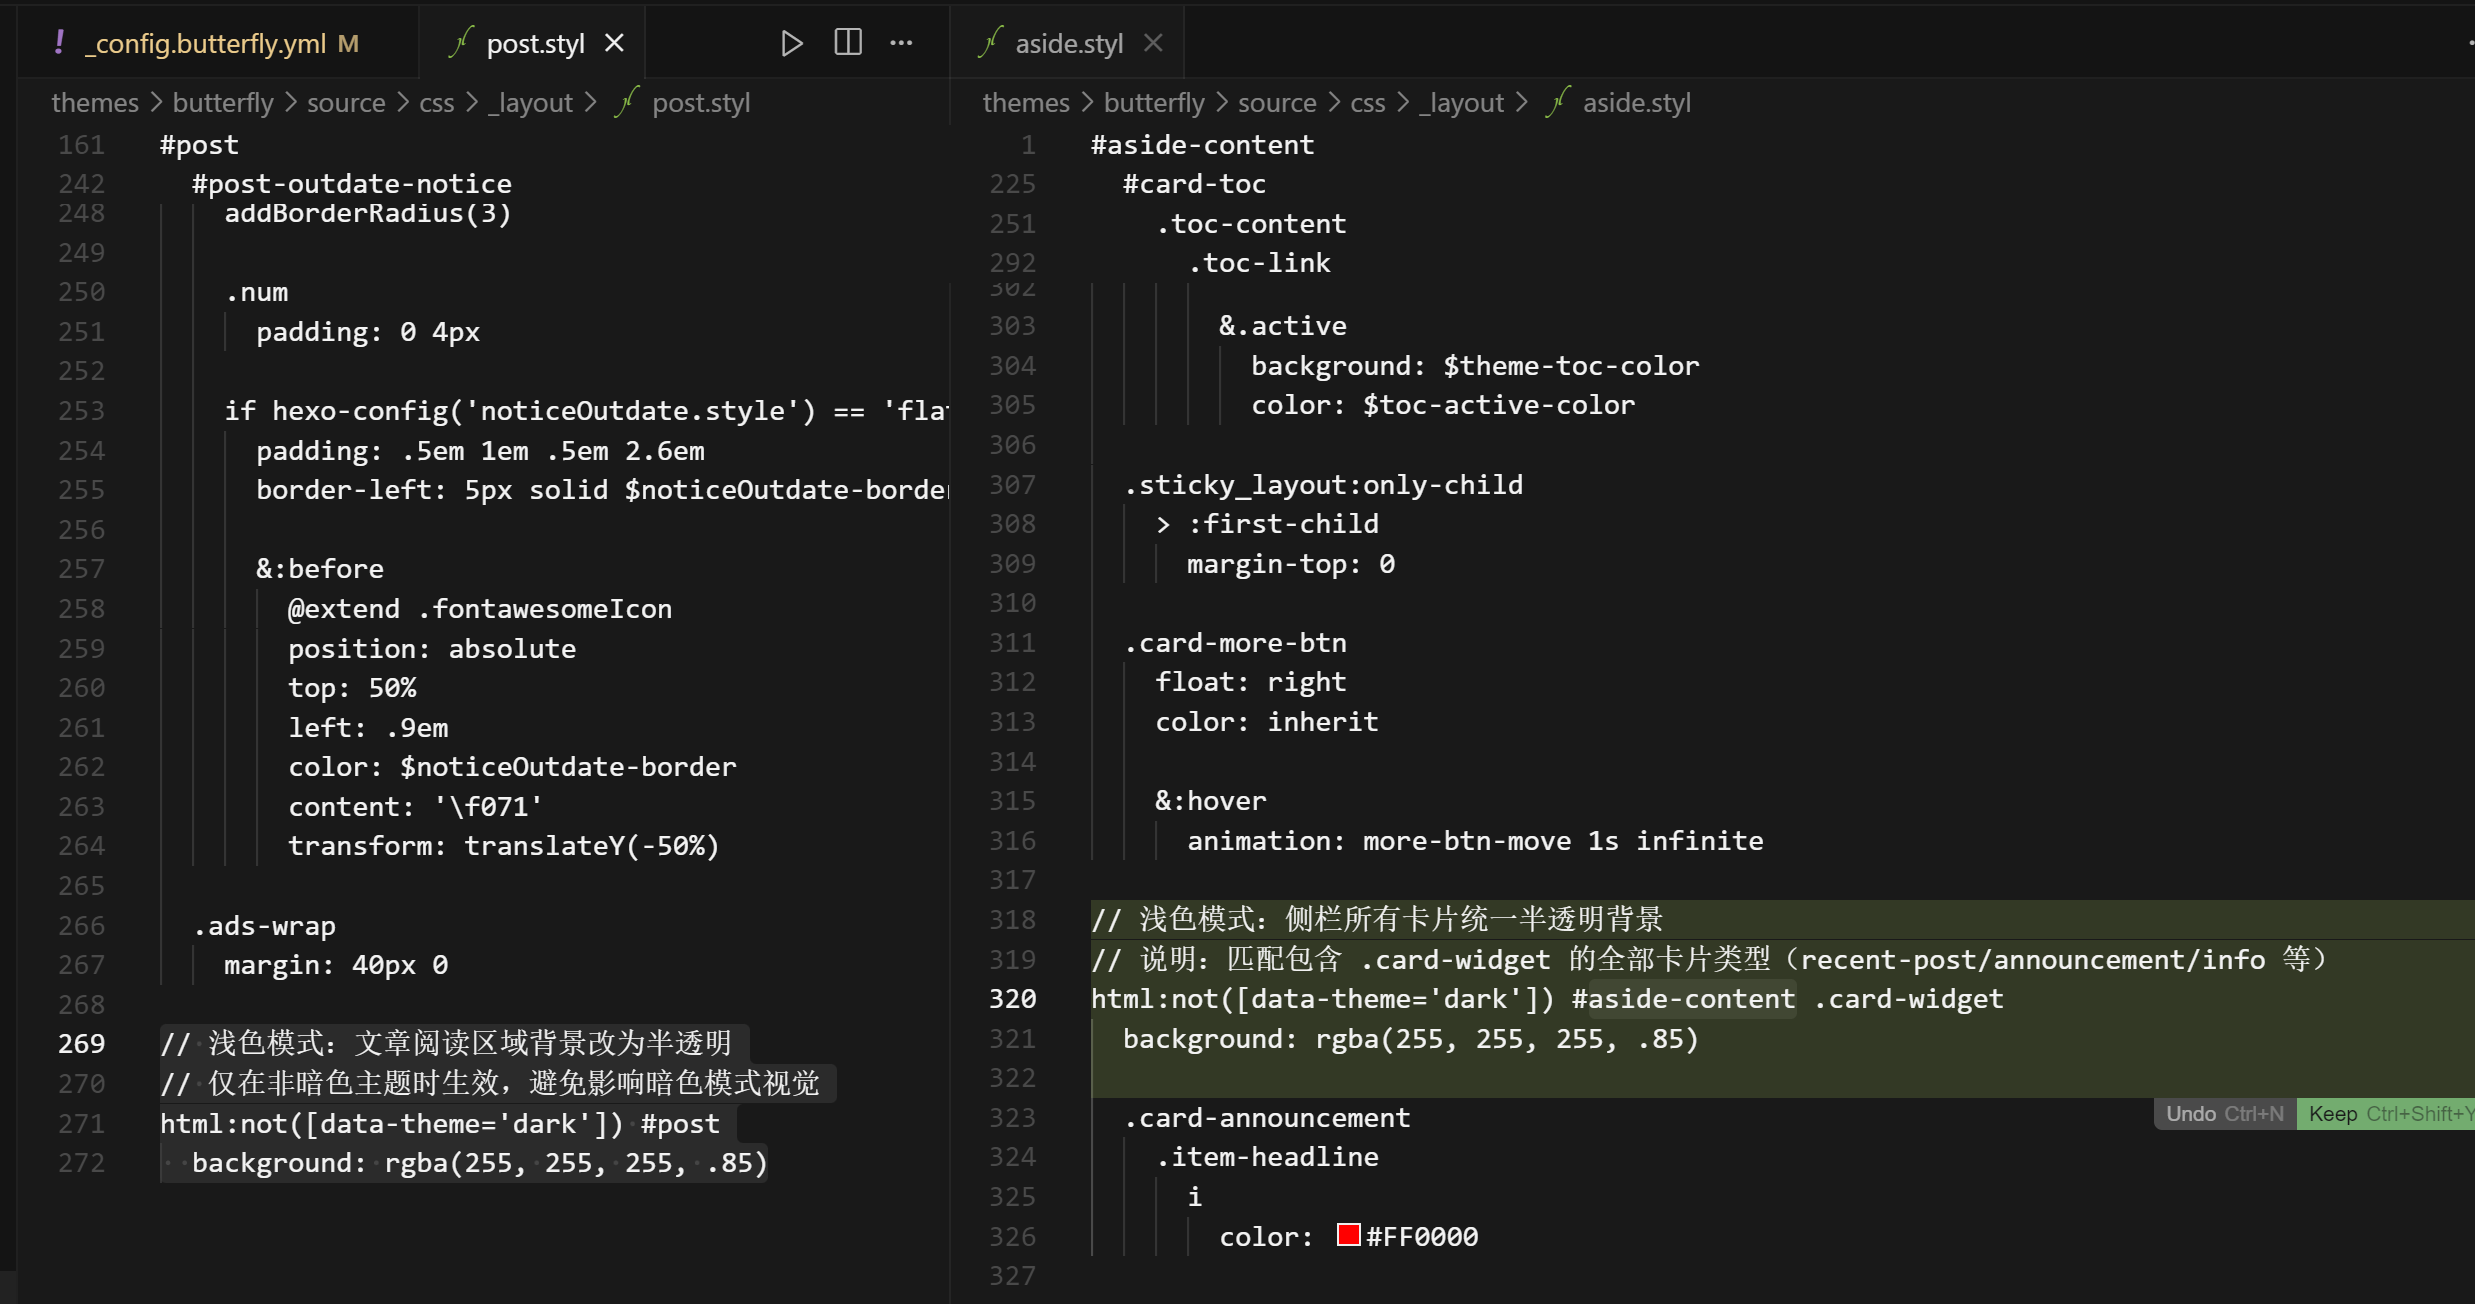 _config.butterfly.yml M
post.styl
themes > butterfly > source > css > _layout > post.styl
161 #post
242 #post-outdate-notice
248 addBorderRadius(3)
249
250 .num
251 padding: 0 4px
252
253 if hexo-config('noticeOutdate.style') == 'flat
254 padding: .5em 1em .5em 2.6em
255 border-left: 5px solid $noticeOutdate-border
256
257 &:before
258 @extend .fontawesomeIcon
259 position: absolute
260 top: 50%
261 left: .9em
262 color: $noticeOutdate-border
263 content: '\f071'
264 transform: translateY(-50%)
265
266 .ads-wrap
267 margin: 40px 0
268
269 // 浅色模式：文章阅读区域背景改为半透明
270 // 仅在非暗色主题时生效，避免影响暗色模式视觉
271 html:not([data-theme='dark']) #post
272 background: rgba(255, 255, 255, .85)
aside.styl
themes > butterfly > source > css > _layout > aside.styl
1 #aside-content
225 #card-toc
251 .toc-content
292 .toc-link
302
303 &.active
304 background: $theme-toc-color
305 color: $toc-active-color
306
307 .sticky_layout:only-child
308 > :first-child
309 margin-top: 0
310
311 .card-more-btn
312 float: right
313 color: inherit
314
315 &:hover
316 animation: more-btn-move 1s infinite
317
318 // 浅色模式：侧栏所有卡片统一半透明背景
319 // 说明：匹配包含 .card-widget 的全部卡片类型（recent-post/announcement/info 等）
320 html:not([data-theme='dark']) #aside-content .card-widget
321 background: rgba(255, 255, 255, .85)
322
323 .card-announcement
Undo Ctrl+N Keep Ctrl+Shift+Y
324 .item-headline
325 i
326 color: #FF0000
327